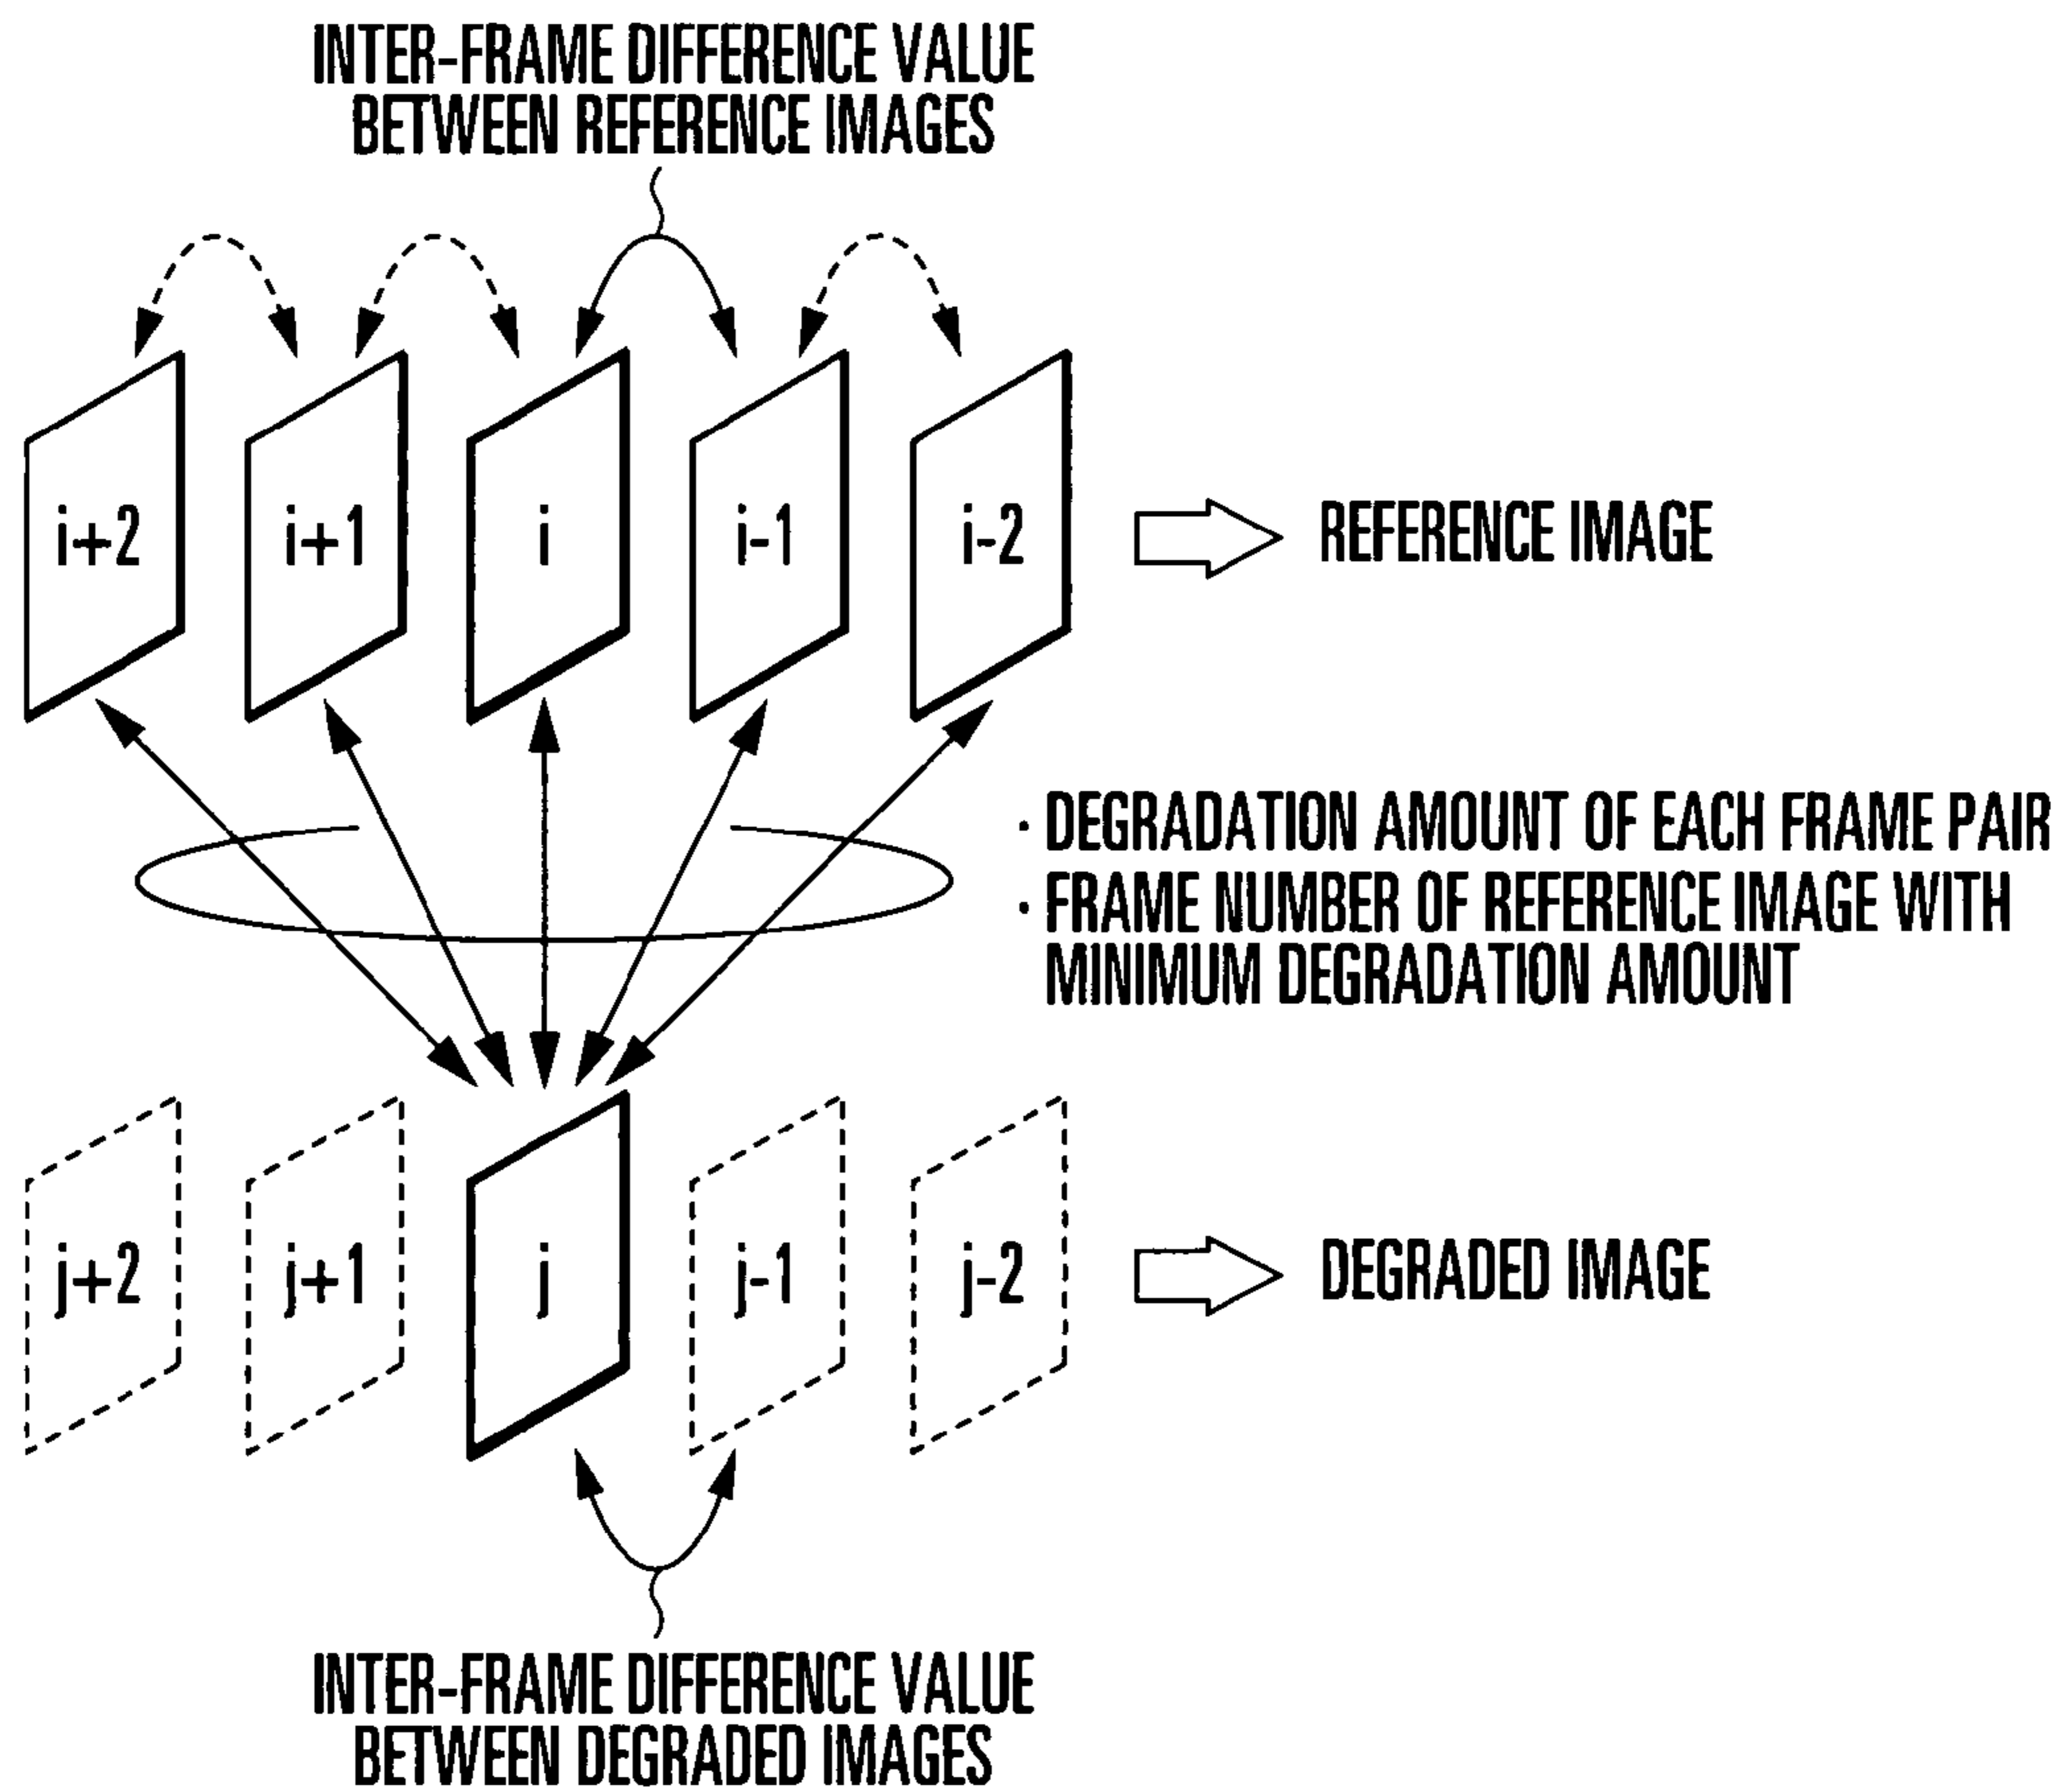 INTER-FRAME DIFFERENCE VALUE
BETWEEN REFERENCE IMAGES
i+2 i+1 i i-1 i-2 REFERENCE IMAGE
· DEGRADATION AMOUNT OF EACH FRAME PAIR
· FRAME NUMBER OF REFERENCE IMAGE WITH
MINIMUM DEGRADATION AMOUNT
j+2 j+1 j j-1 j-2 DEGRADED IMAGE
INTER-FRAME DIFFERENCE VALUE
BETWEEN DEGRADED IMAGES